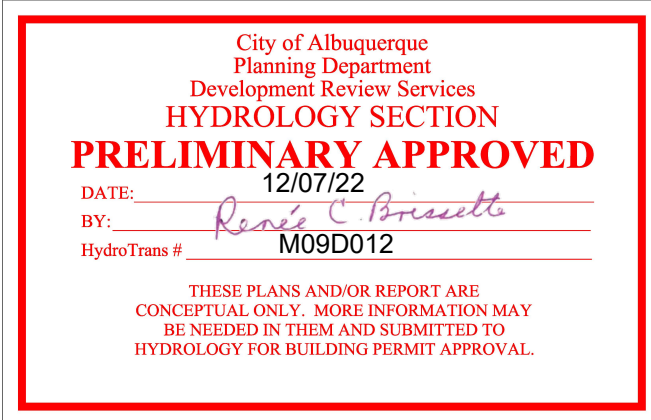 City of Albuquerque
Planning Department
Development Review Services
HYDROLOGY SECTION
PRELIMINARY APPROVED
DATE: 12/07/22
BY: Renée C. Brissette
HydroTrans # M09D012
THESE PLANS AND/OR REPORT ARE
CONCEPTUAL ONLY. MORE INFORMATION MAY
BE NEEDED IN THEM AND SUBMITTED TO
HYDROLOGY FOR BUILDING PERMIT APPROVAL.